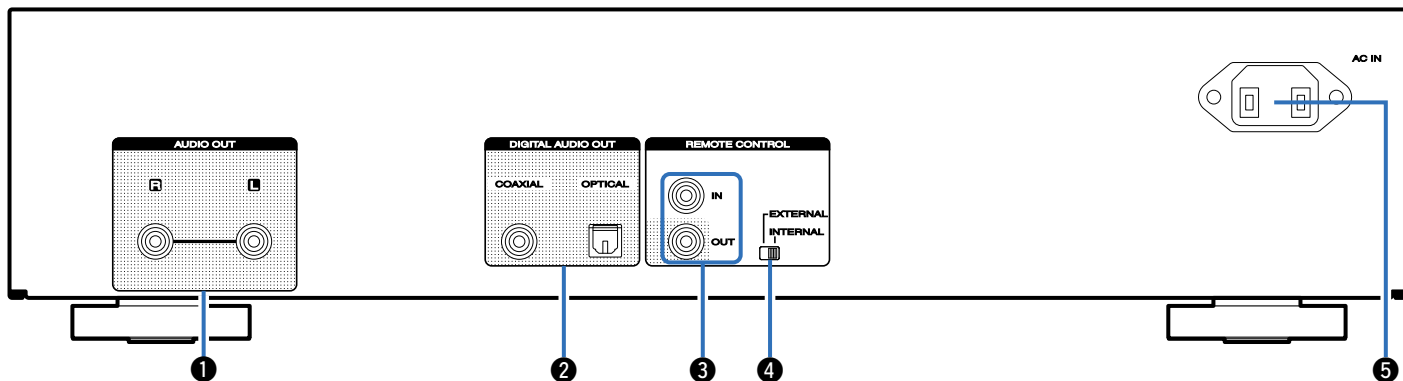 AC IN
AUDIO OUT
R L
DIGITAL AUDIO OUT
COAXIAL OPTICAL
REMOTE CONTROL
IN
OUT
EXTERNAL
INTERNAL
1 2 3 4 5